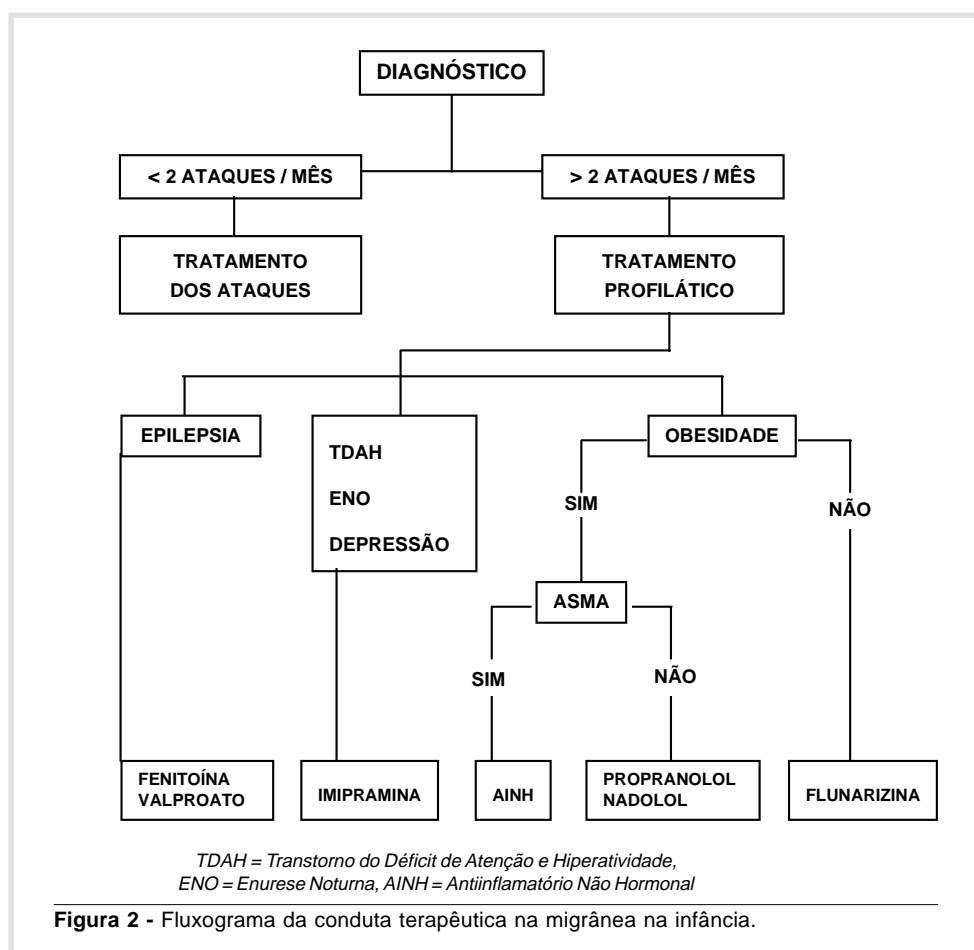 DIAGNÓSTICO
< 2 ATAQUES / MÊS
> 2 ATAQUES / MÊS
TRATAMENTO
DOS ATAQUES
TRATAMENTO
PROFILÁTICO
EPILEPSIA
TDAH
ENO
DEPRESSÃO
OBESIDADE
SIM
NÃO
ASMA
SIM
NÃO
FENITOÍNA
VALPROATO
IMIPRAMINA
AINH
PROPRANOLOL
NADOLOL
FLUNARIZINA
TDAH = Transtorno do Déficit de Atenção e Hiperatividade,
ENO = Enurese Noturna, AINH = Antiinflamatório Não Hormonal
Figura 2 - Fluxograma da conduta terapêutica na migrânea na infância.